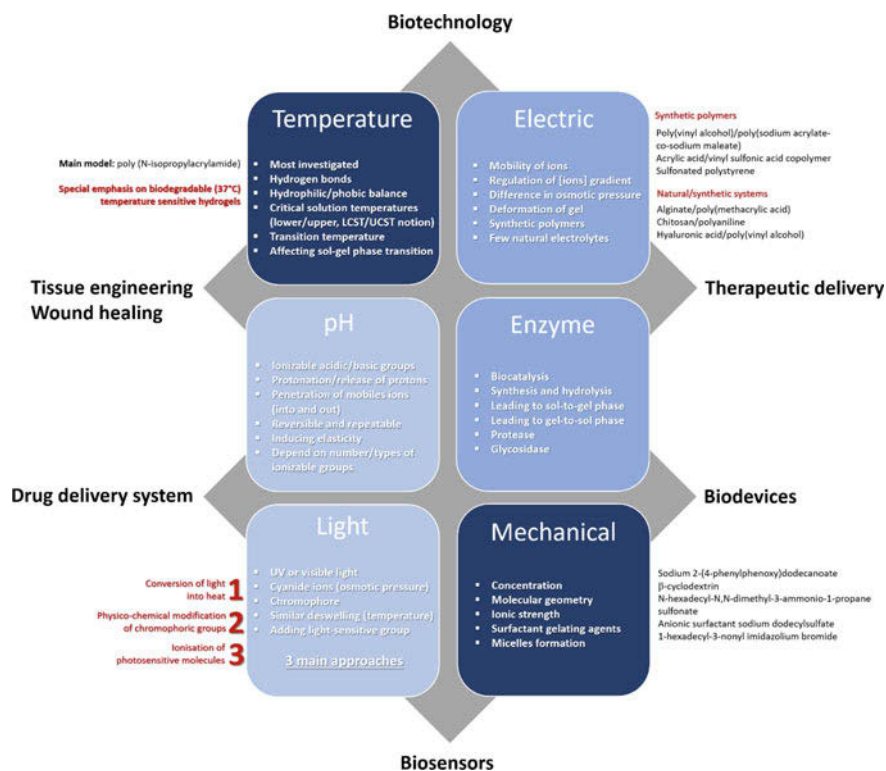 Biotechnology
Temperature
Most investigated
Hydrogen bonds
Hydrophilic/phobic balance
Critical solution temperatures
(lower/upper, LCST/UCST notion)
Transition temperature
Affecting sol-gel phase transition
Main model: poly (N-isopropylacrylamide)
Special emphasis on biodegradable (37°C)
temperature sensitive hydrogels
Electric
Mobility of ions
Regulation of [ions] gradient
Difference in osmotic pressure
Deformation of gel
Synthetic polymers
Few natural electrolytes
Synthetic polymers
Poly(vinyl alcohol)/poly(sodium acrylate-
co-sodium maleate)
Acrylic acid/vinyl sulfonic acid copolymer
Sulfonated polystyrene
Natural/synthetic systems
Alginate/poly(methacrylic acid)
Chitosan/polyaniline
Hyaluronic acid/poly(vinyl alcohol)
Tissue engineering
Wound healing
Therapeutic delivery
pH
Ionizable acidic/basic groups
Protonation/release of protons
Penetration of mobiles ions
(into and out)
Reversible and repeatable
Inducing elasticity
Depend on number/types of
ionizable groups
Enzyme
Biocatalysis
Synthesis and hydrolysis
Leading to sol-to-gel phase
Leading to gel-to-sol phase
Protease
Glycosidase
Drug delivery system
Biodevices
Light
UV or visible light
Cyanide ions (osmotic pressure)
Chromophore
Similar deswelling (temperature)
Adding light-sensitive group
3 main approaches
Conversion of light
into heat
1
Physico-chemical modification
of chromophoric groups
2
Ionisation of
photosensitive molecules
3
Mechanical
Concentration
Molecular geometry
Ionic strength
Surfactant gelating agents
Micelles formation
Sodium 2-(4-phenylphenoxy)dodecanoate
β-cyclodextrin
N-hexadecyl-N,N-dimethyl-3-ammonio-1-propane
sulfonate
Anionic surfactant sodium dodecylsulfate
1-hexadecyl-3-nonyl imidazolium bromide
Biosensors